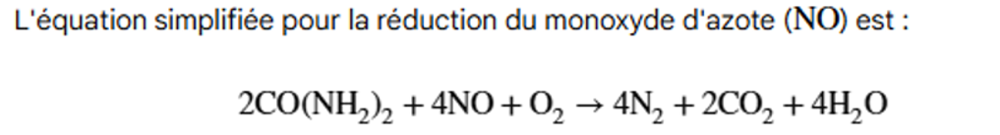 L'équation simplifiée pour la réduction du monoxyde d'azote (NO) est :
2CO(NH₂)₂ + 4NO + O₂ → 4N₂ + 2CO₂ + 4H₂O